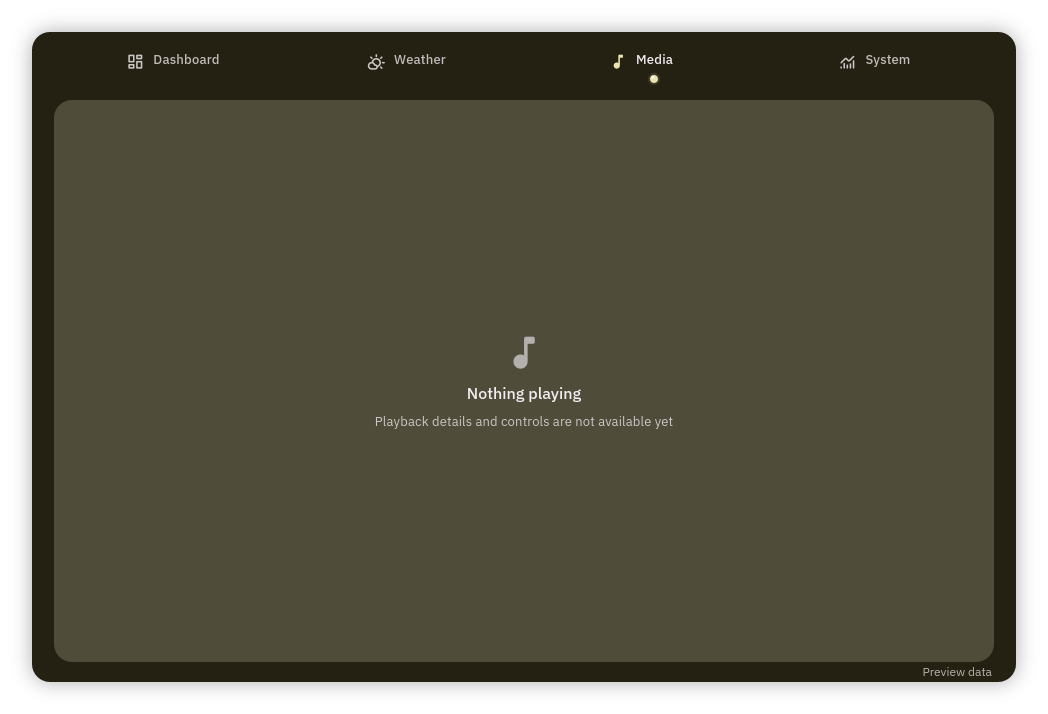 Dashboard
Weather
Media
System
Nothing playing
Playback details and controls are not available yet
Preview data